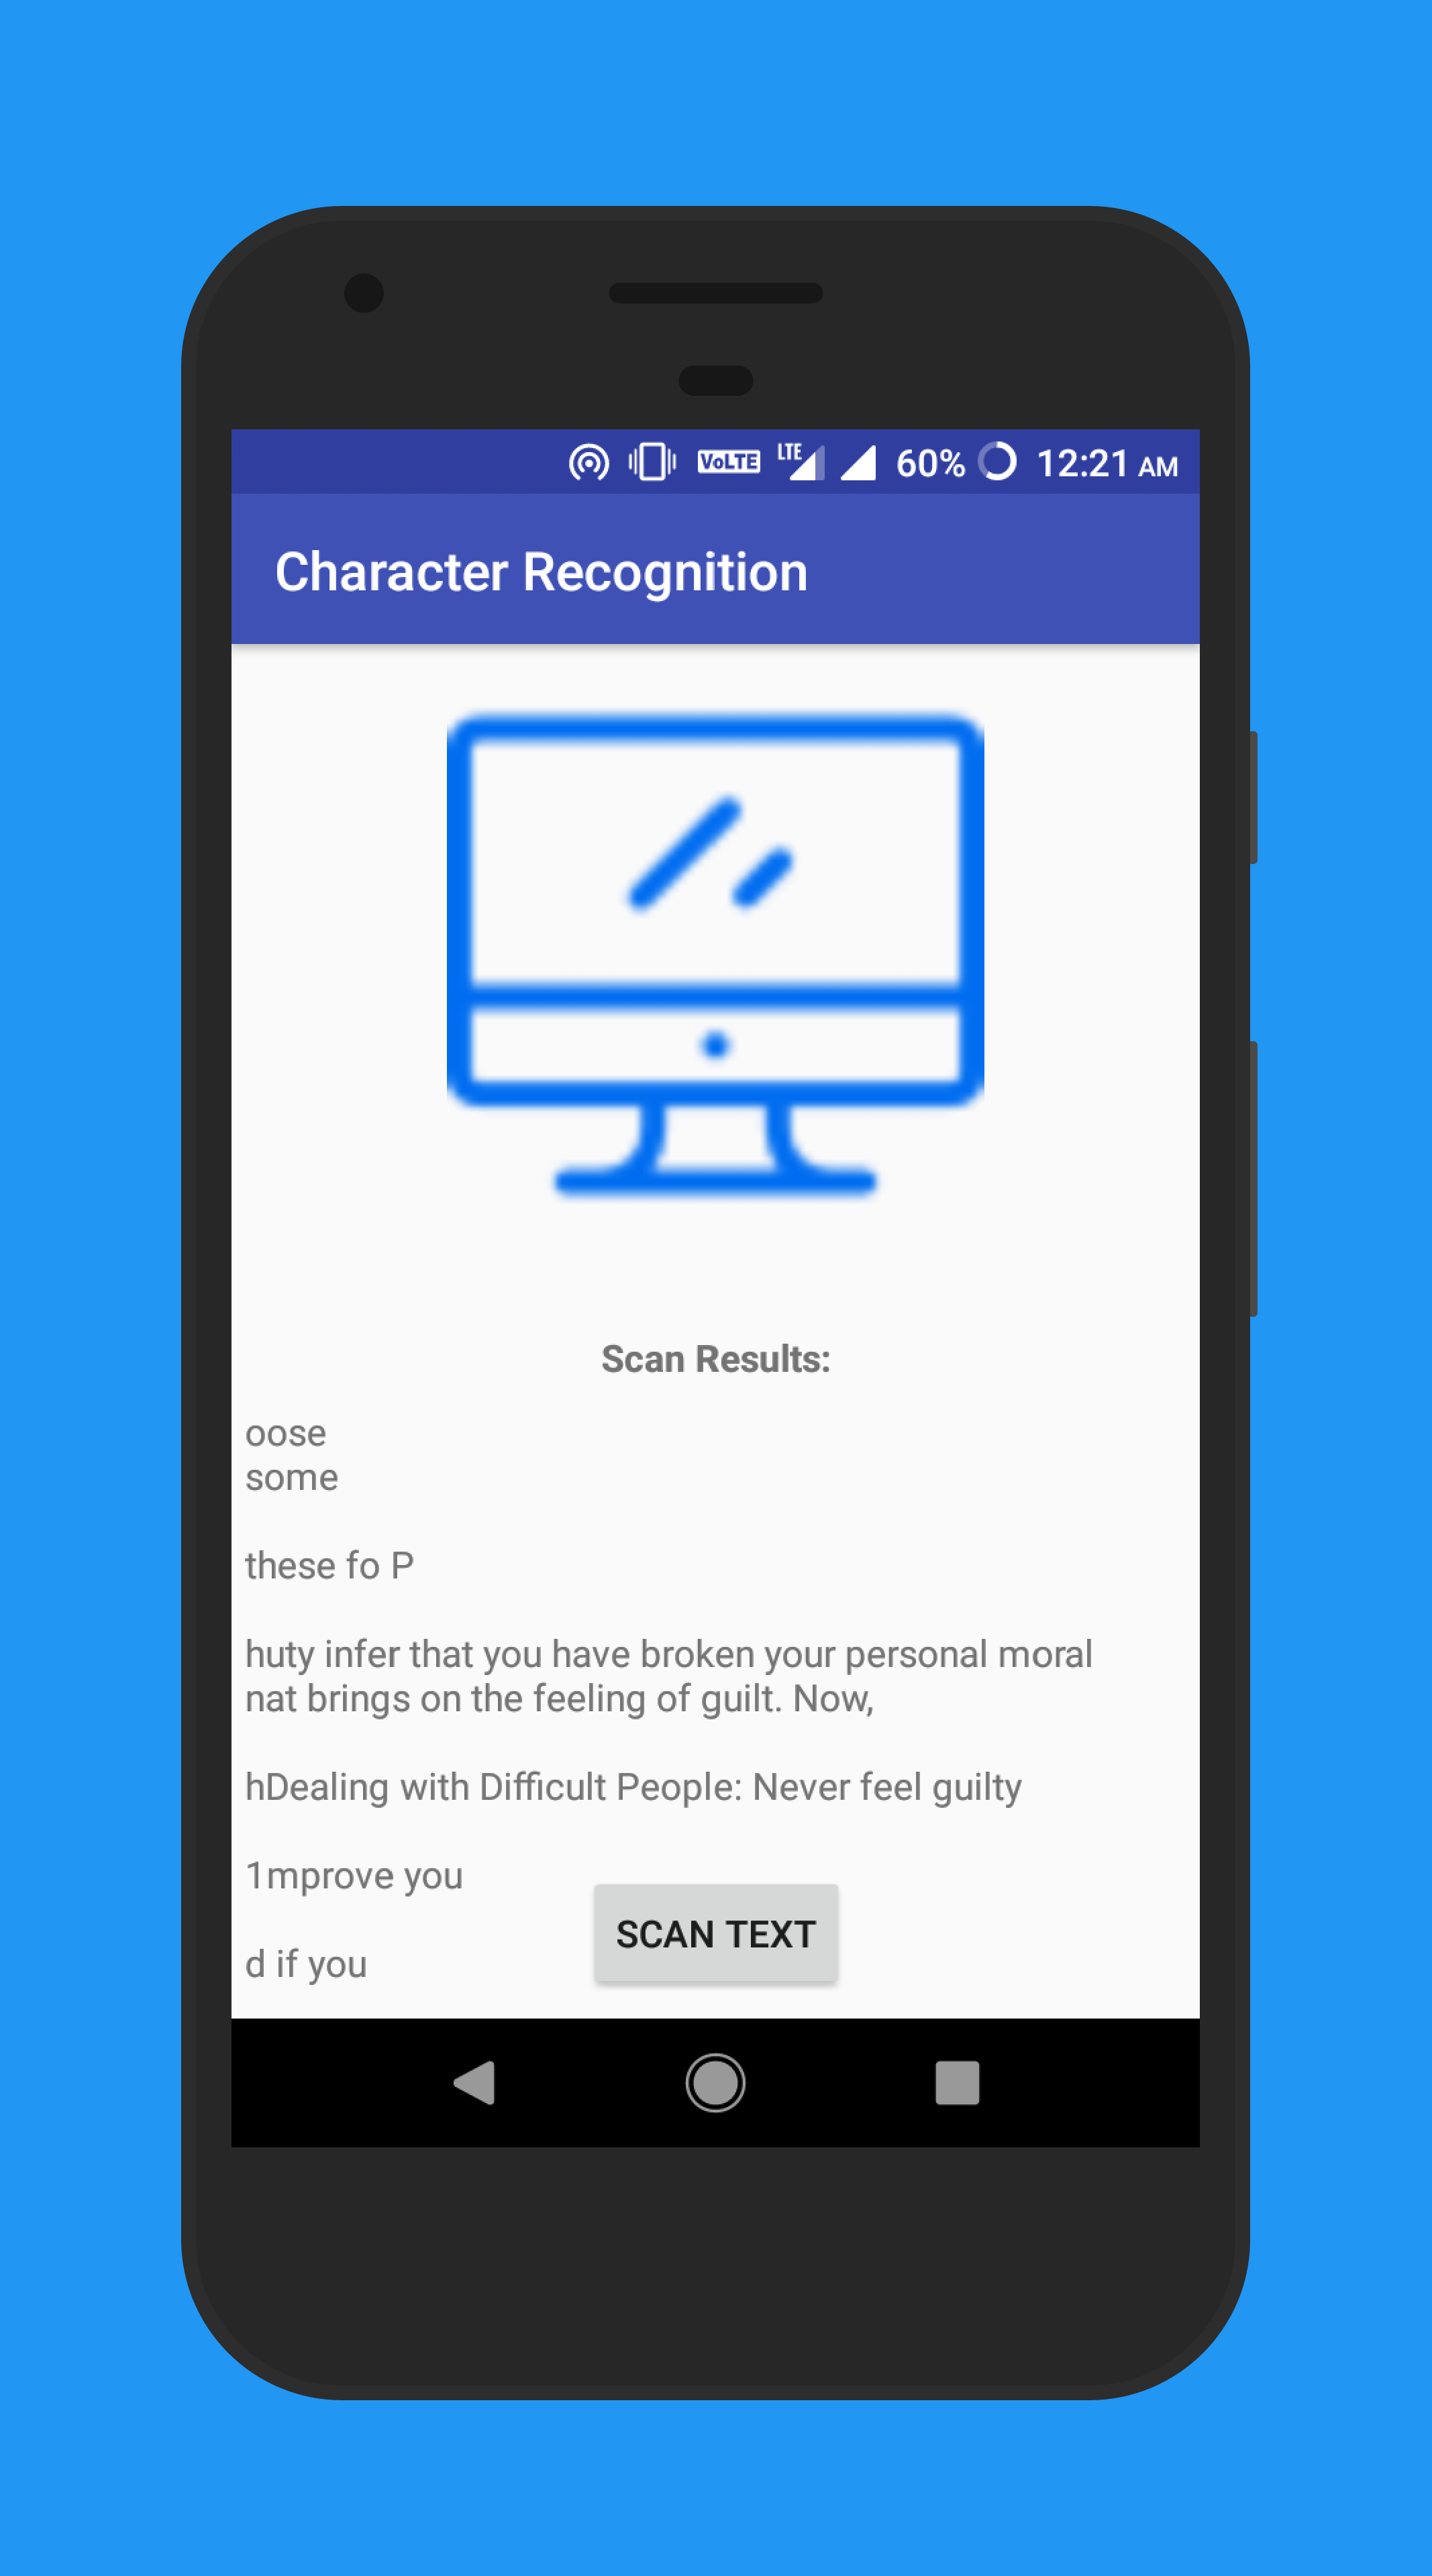 VoLTE LTE 60% 12:21 AM
Character Recognition
Scan Results:
oose
some
these fo P
huty infer that you have broken your personal moral
nat brings on the feeling of guilt. Now,
hDealing with Difficult People: Never feel guilty
1mprove you
SCAN TEXT
d if you